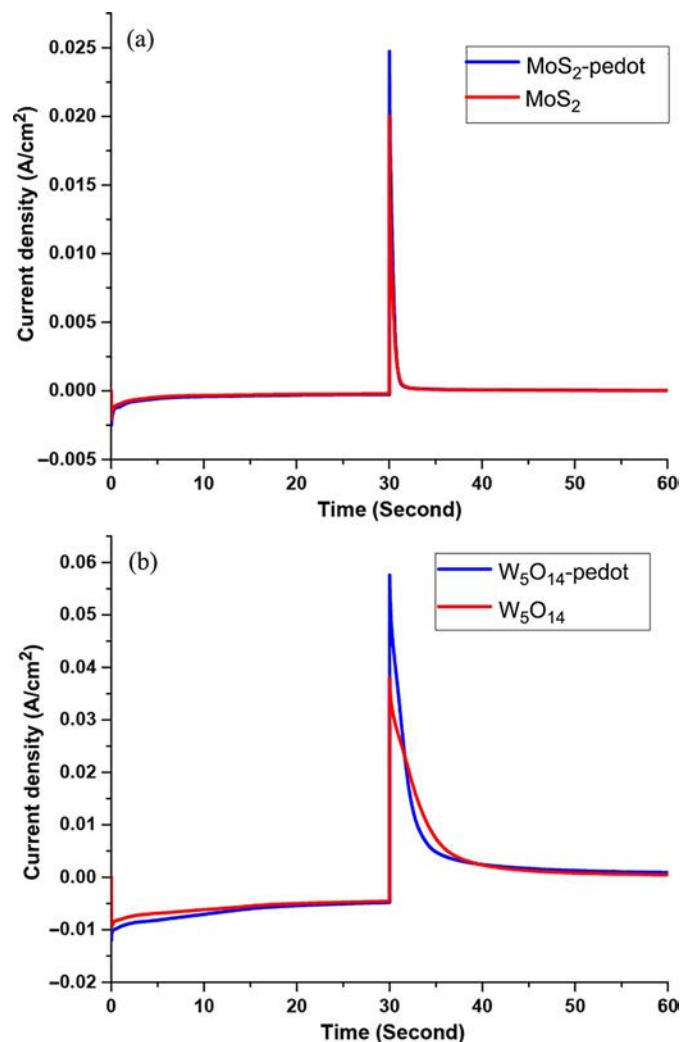 (a)
MoS₂-pedot
MoS₂
Current density (A/cm²)
0.025
0.020
0.015
0.010
0.005
0.000
–0.005
0 10 20 30 40 50 60
Time (Second)
(b)
W₅O₁₄-pedot
W₅O₁₄
Current density (A/cm²)
0.06
0.05
0.04
0.03
0.02
0.01
0.00
–0.01
–0.02
0 10 20 30 40 50 60
Time (Second)